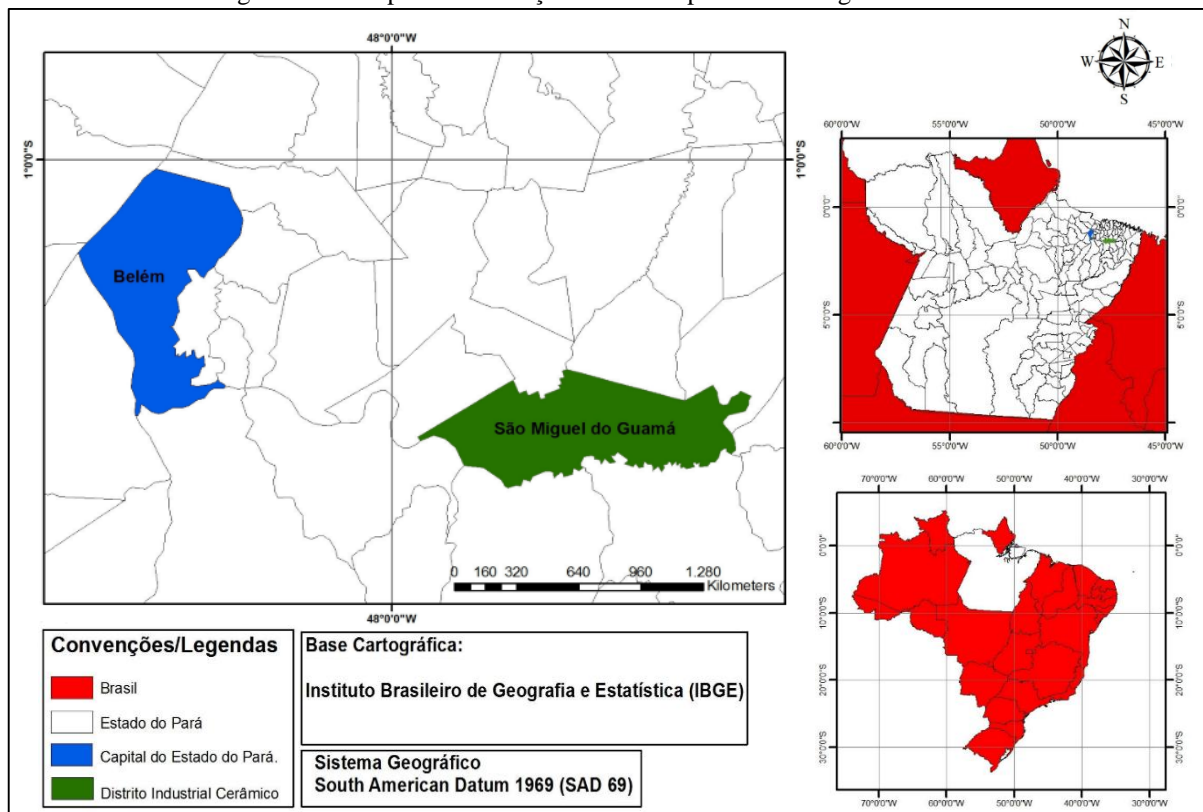 48°0'0"W
1°0'0"S
1°0'0"S
Belém
São Miguel do Guamá
0 160 320 640 960 1.280
Kilometers
48°0'0"W
N
W E
S
60°0'0"W 55°0'0"W 50°0'0"W 45°0'0"W
0°0'0"
0°0'0"
5°0'0"S
5°0'0"S
60°0'0"W 55°0'0"W 50°0'0"W 45°0'0"W
70°0'0"W 60°0'0"W 50°0'0"W 40°0'0"W 30°0'0"W
0°0'0"
0°0'0"
10°0'0"S
10°0'0"S
20°0'0"S
20°0'0"S
30°0'0"S
30°0'0"S
70°0'0"W 60°0'0"W 50°0'0"W 40°0'0"W 30°0'0"W
Convenções/Legendas
Brasil
Estado do Pará
Capital do Estado do Pará.
Distrito Industrial Cerâmico
Base Cartográfica:
Instituto Brasileiro de Geografia e Estatística (IBGE)
Sistema Geográfico
South American Datum 1969 (SAD 69)